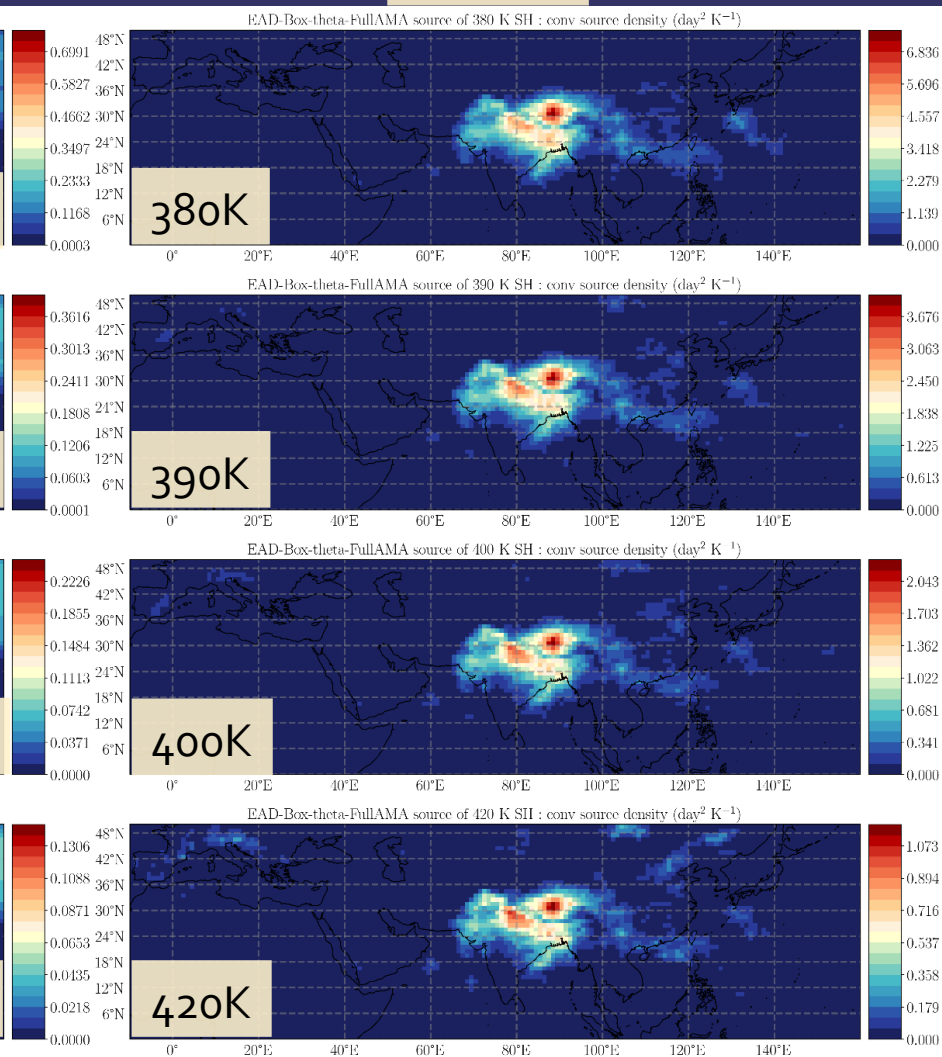 EAD-Box-theta-FullAMA source of 380 K SH : conv source density (day² K⁻¹)
0.6991
0.5827
0.4662
0.3497
0.2333
0.1168
0.0003
48°N
42°N
36°N
30°N
24°N
18°N
12°N
6°N
380K
0° 20°E 40°E 60°E 80°E 100°E 120°E 140°E
6.836
5.696
4.557
3.118
2.279
1.139
0.000
EAD-Box-theta-FullAMA source of 390 K SH : conv source density (day² K⁻¹)
0.3616
0.3013
0.2411
0.1808
0.1206
0.0603
0.0001
48°N
42°N
36°N
30°N
21°N
18°N
12°N
6°N
390K
0° 20°E 40°E 60°E 80°E 100°E 120°E 140°E
3.676
3.063
2.450
1.838
1.225
0.613
0.000
EAD-Box-theta-FullAMA source of 400 K SH : conv source density (day² K⁻¹)
0.2226
0.1855
0.1484
0.1113
0.0742
0.0371
0.0000
48°N
42°N
36°N
30°N
24°N
18°N
12°N
6°N
400K
0° 20°E 40°E 60°E 80°E 100°E 120°E 140°E
2.043
1.703
1.362
1.022
0.681
0.341
0.000
EAD-Box-theta-FullAMA source of 420 K SH : conv source density (day² K⁻¹)
0.1306
0.1088
0.0871
0.0653
0.0435
0.0218
0.0000
48°N
42°N
36°N
30°N
24°N
18°N
12°N
6°N
420K
0° 20°E 40°E 60°E 80°E 100°E 120°E 140°E
1.073
0.894
0.716
0.537
0.358
0.179
0.000